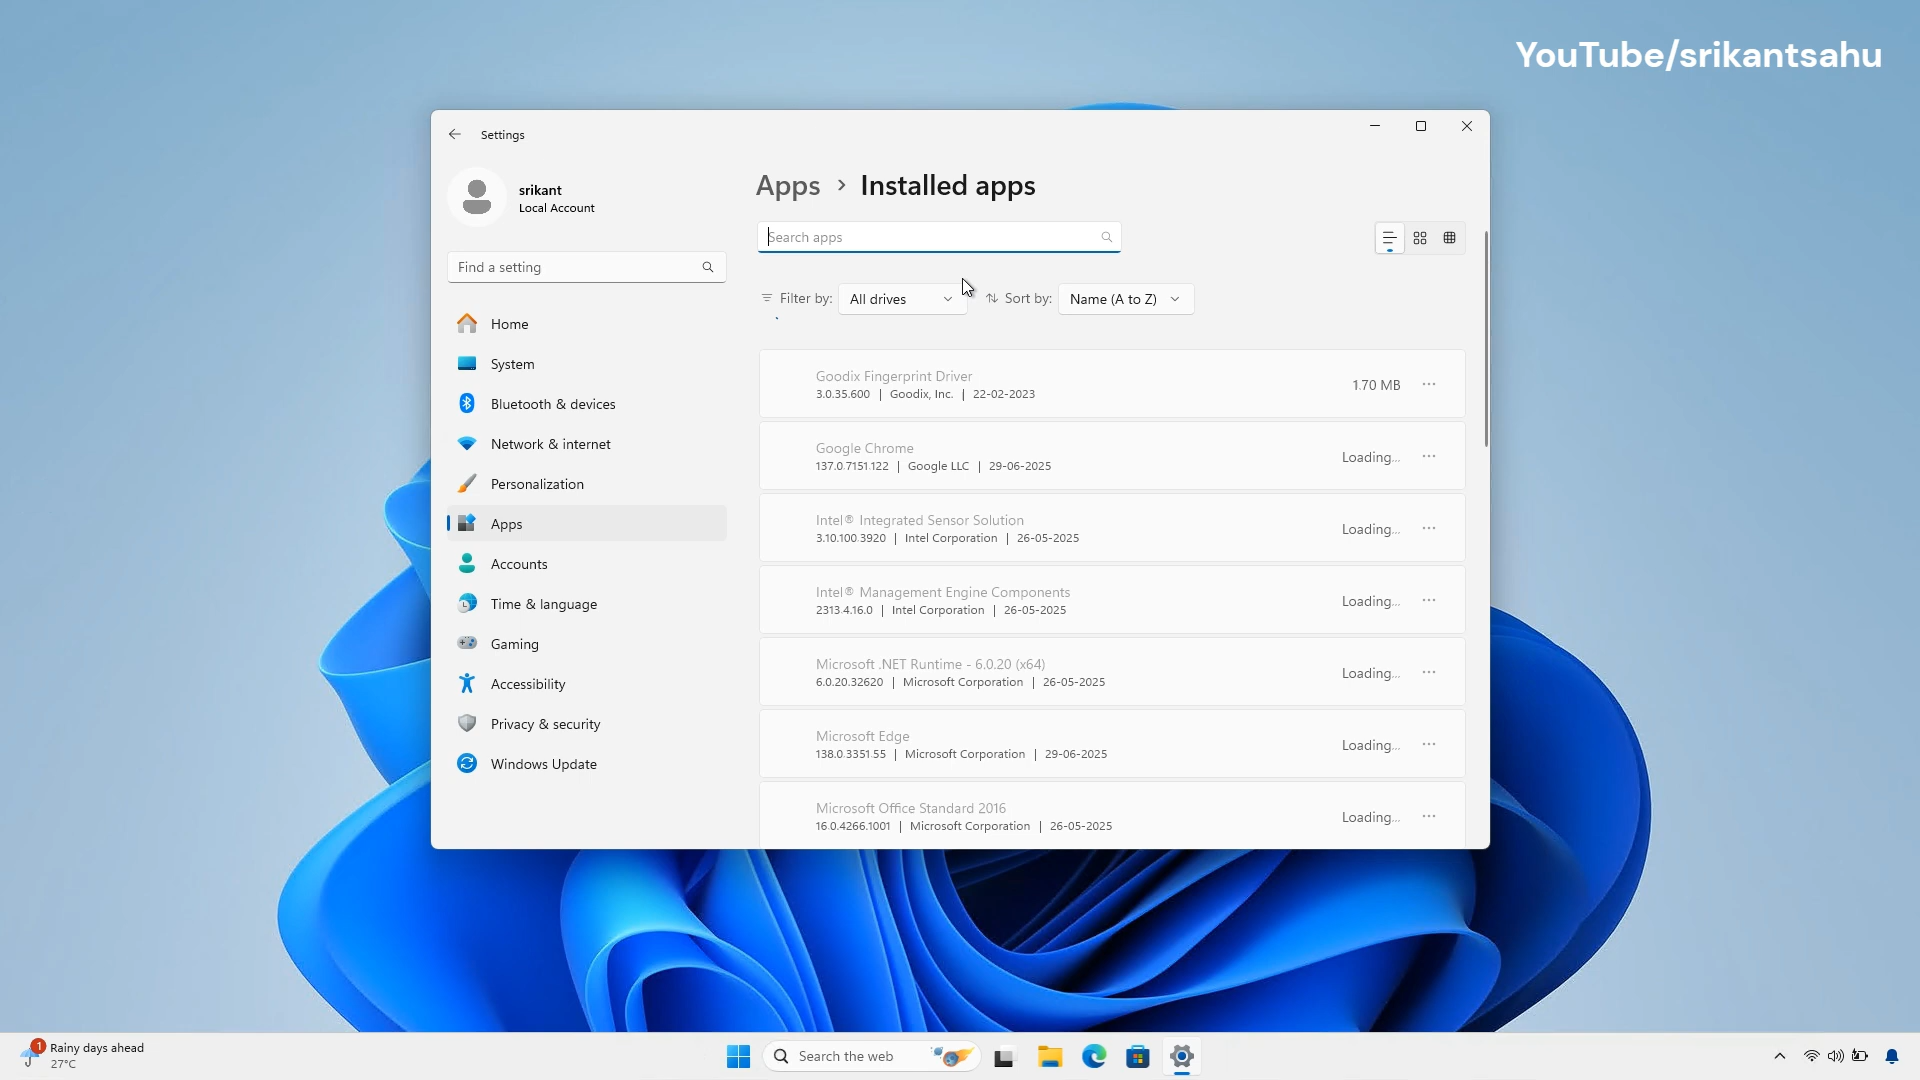 YouTube/srikantsahu
Settings
srikant
Local Account
Find a setting
Home
System
Bluetooth & devices
Network & internet
Personalization
Apps
Accounts
Time & language
Gaming
Accessibility
Privacy & security
Windows Update
Apps > Installed apps
Search apps
Filter by: All drives Sort by: Name (A to Z)
Goodix Fingerprint Driver
3.0.35.600 | Goodix, Inc. | 22-02-2023
1.70 MB
Google Chrome
137.0.7151.122 | Google LLC | 29-06-2025
Loading...
Intel® Integrated Sensor Solution
3.10.100.3920 | Intel Corporation | 26-05-2025
Loading...
Intel® Management Engine Components
2313.4.16.0 | Intel Corporation | 26-05-2025
Loading...
Microsoft .NET Runtime - 6.0.20 (x64)
6.0.20.32620 | Microsoft Corporation | 26-05-2025
Loading...
Microsoft Edge
138.0.3351.55 | Microsoft Corporation | 29-06-2025
Loading...
Microsoft Office Standard 2016
16.0.4266.1001 | Microsoft Corporation | 26-05-2025
Loading...
1
Rainy days ahead
27°C
Search the web